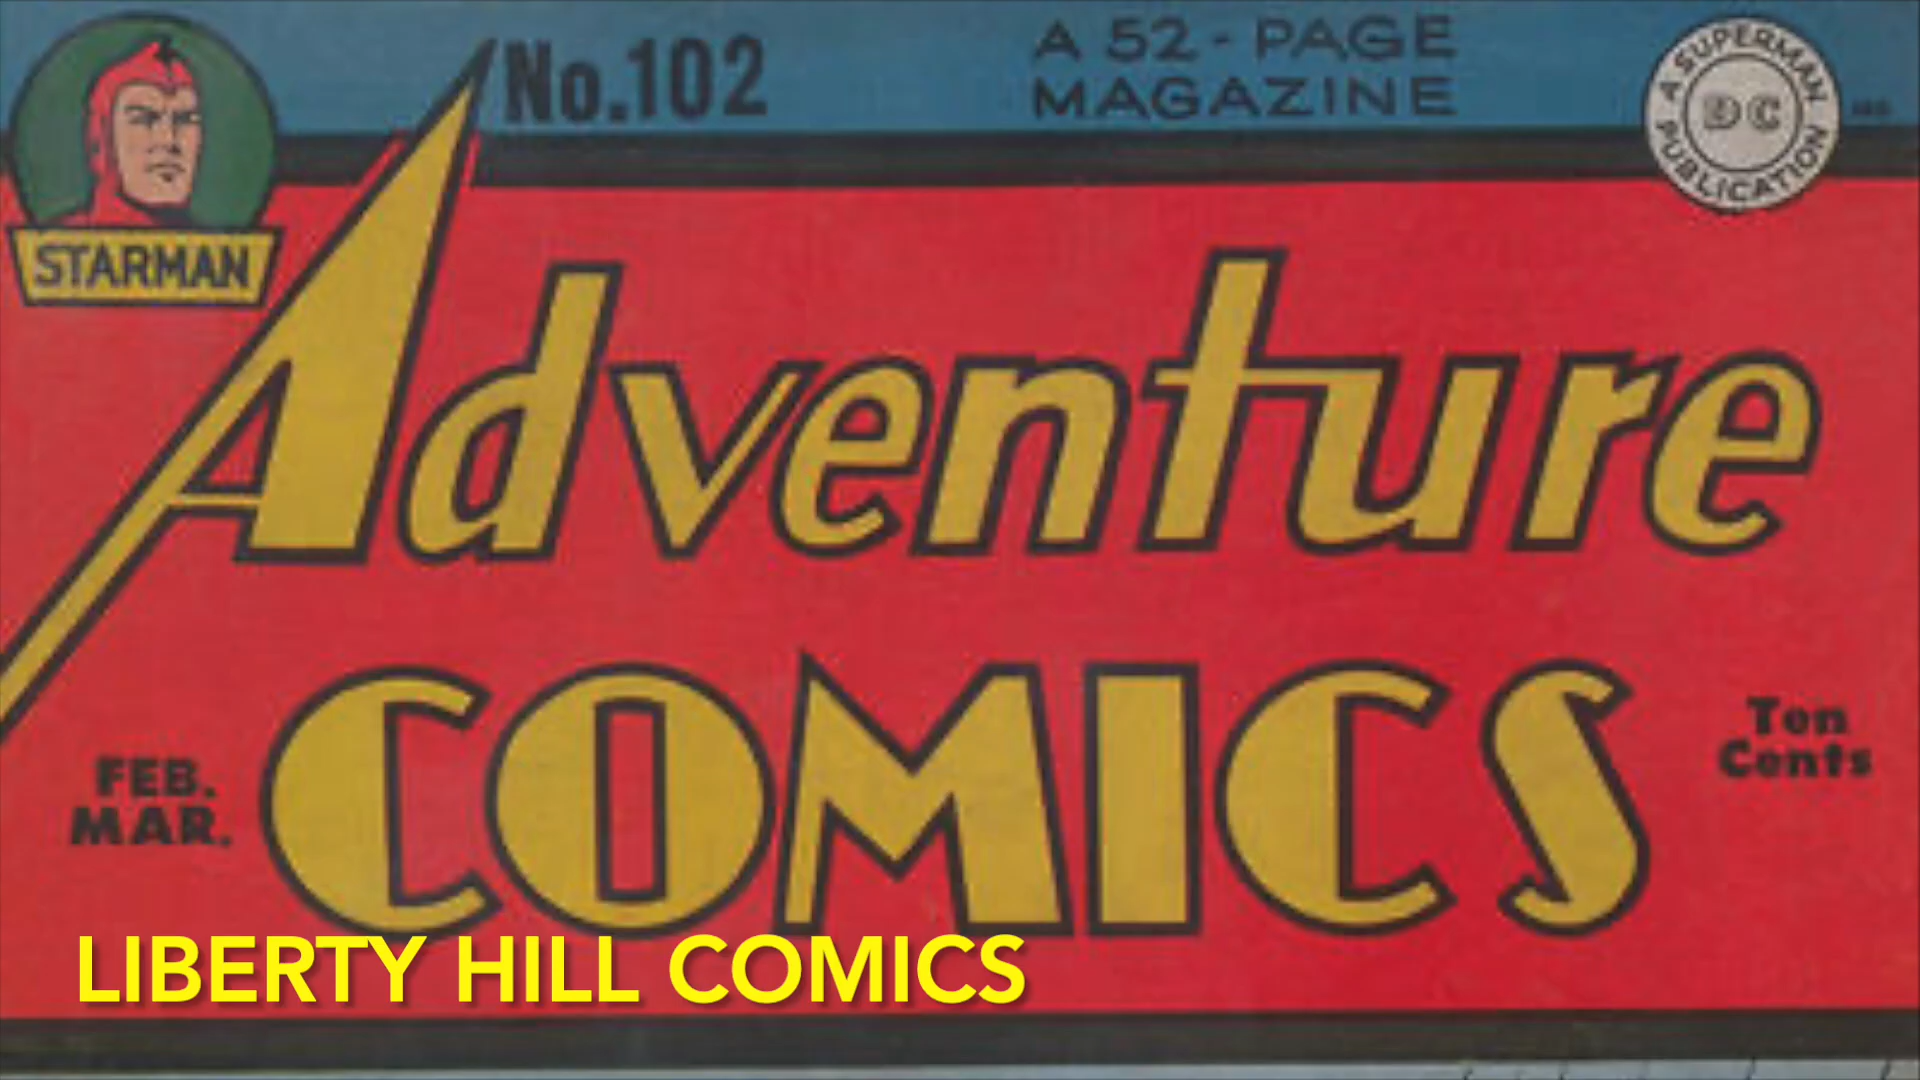 No.102
A 52-PAGE
MAGAZINE
A SUPERMAN
DC
PUBLICATION
STARMAN
Adventure
COMICS
FEB.
MAR.
Ten
Cents
LIBERTY HILL COMICS